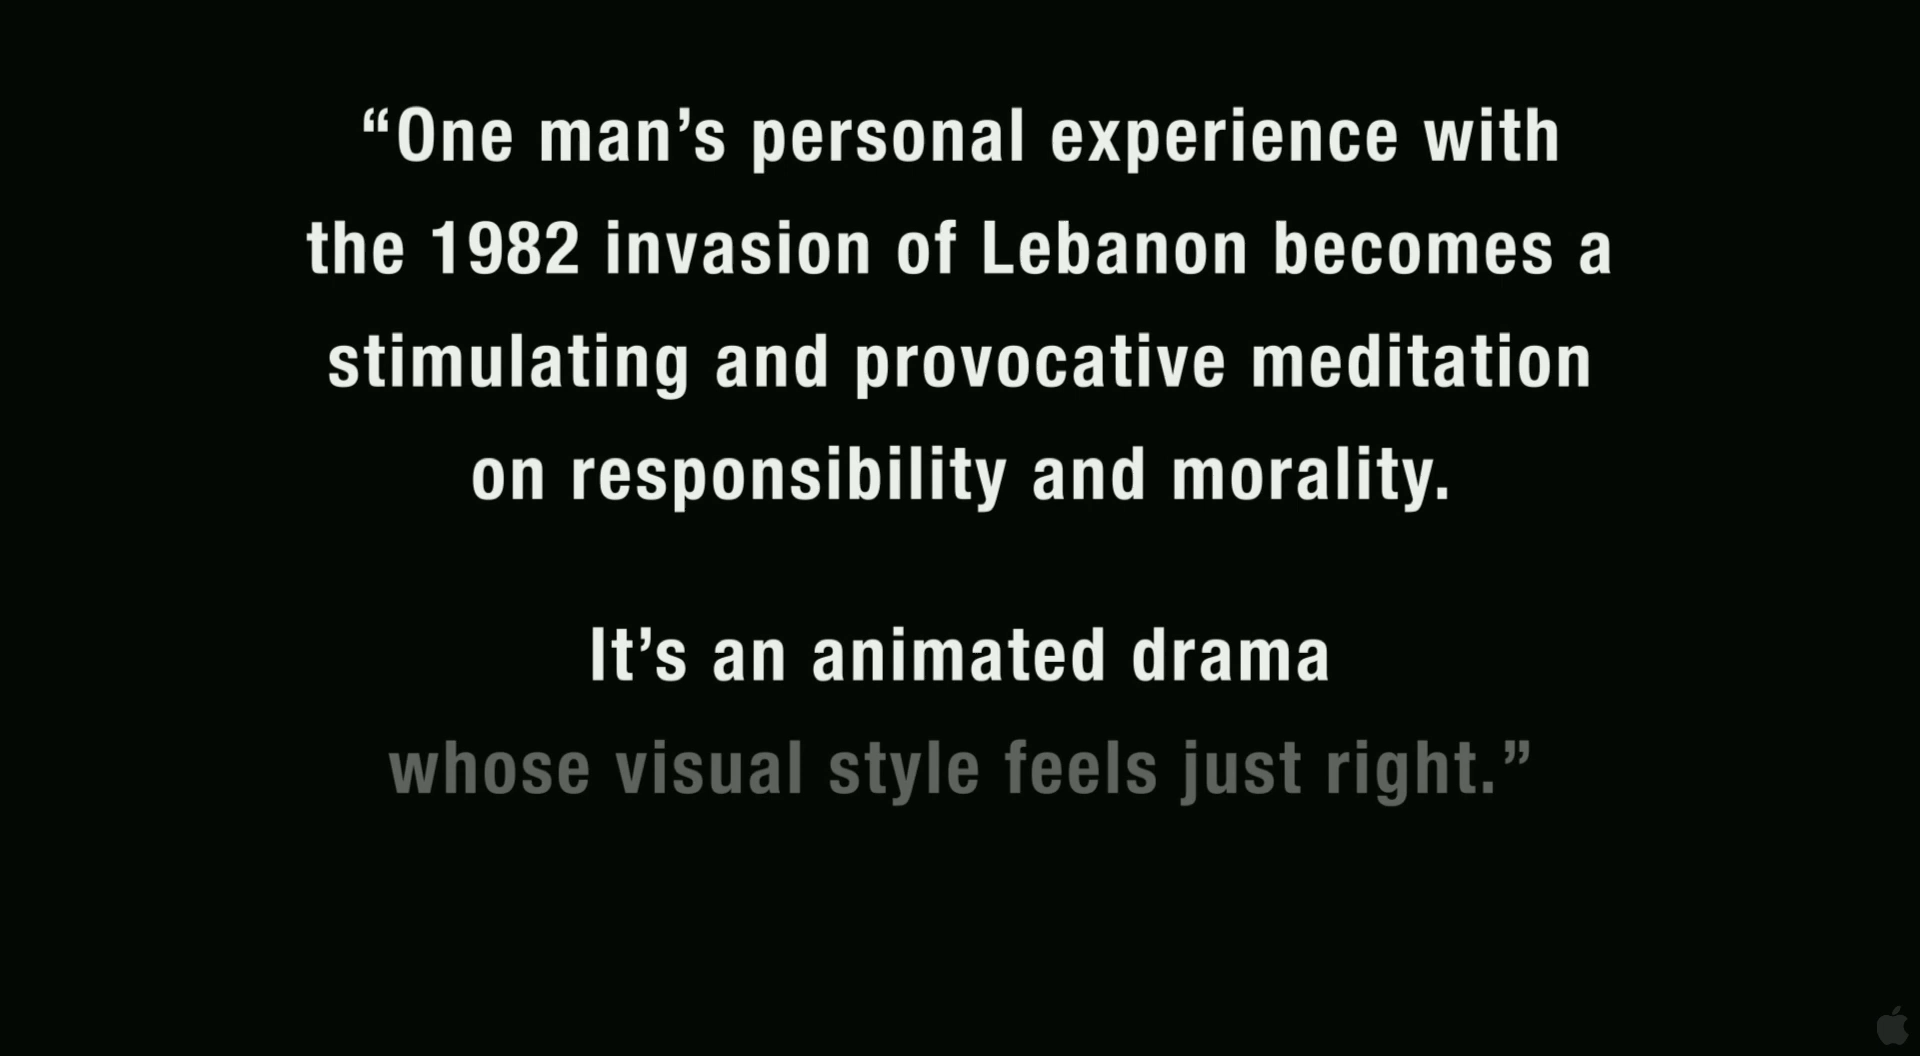 “One man’s personal experience with
the 1982 invasion of Lebanon becomes a
stimulating and provocative meditation
on responsibility and morality.
It’s an animated drama
whose visual style feels just right.”